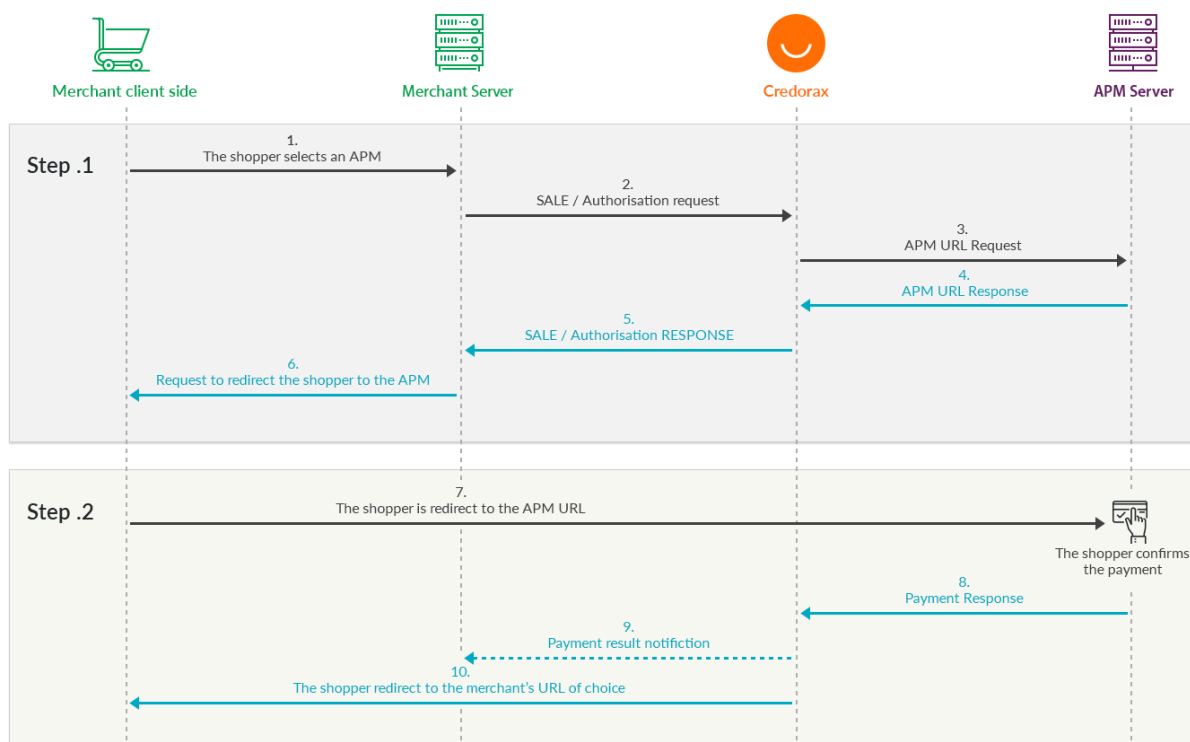 Merchant client side
Merchant Server
Credorax
APM Server
Step .1
1.
The shopper selects an APM
2.
SALE / Authorisation request
3.
APM URL Request
4.
APM URL Response
5.
SALE / Authorisation RESPONSE
6.
Request to redirect the shopper to the APM
Step .2
7.
The shopper is redirect to the APM URL
The shopper confirms
the payment
8.
Payment Response
9.
Payment result notifiction
10.
The shopper redirect to the merchant's URL of choice